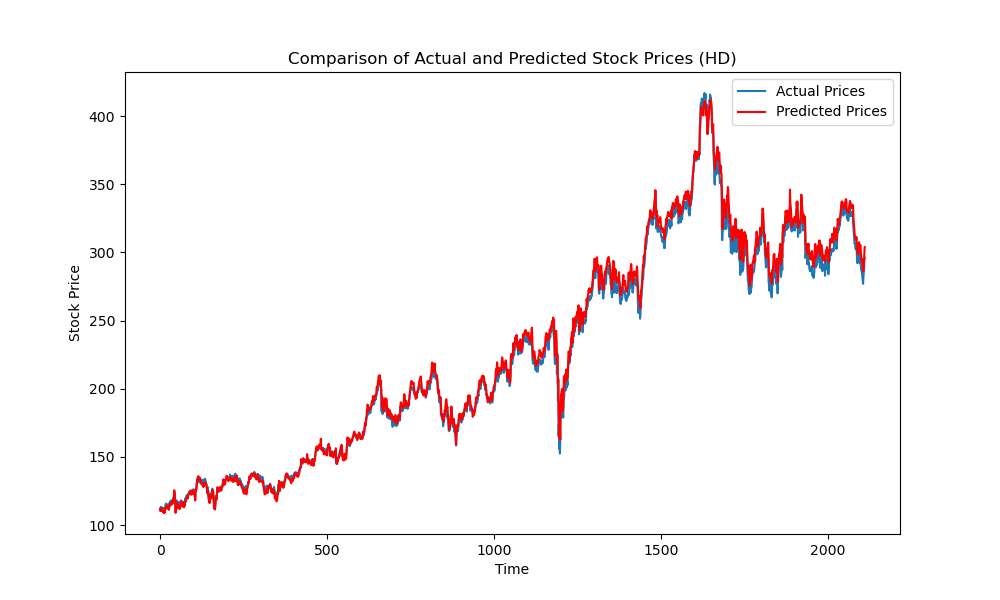 Comparison of Actual and Predicted Stock Prices (HD)
Actual Prices
Predicted Prices
400
350
300
250
200
150
100
Stock Price
0
500
1000
1500
2000
Time